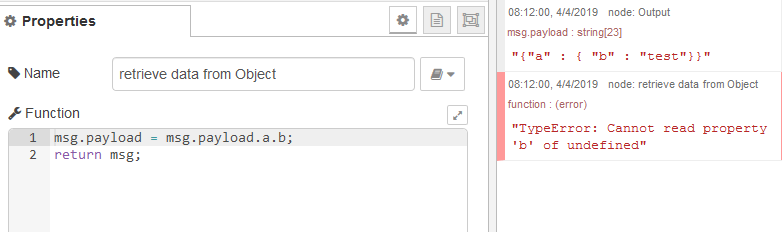 Properties
Name
retrieve data from Object
Function
1 msg.payload = msg.payload.a.b;
2 return msg;
08:12:00, 4/4/2019 node: Output
msg.payload : string[23]
"{"a" : { "b" : "test"}}"
08:12:00, 4/4/2019 node: retrieve data from Object
function : (error)
"TypeError: Cannot read property
'b' of undefined"